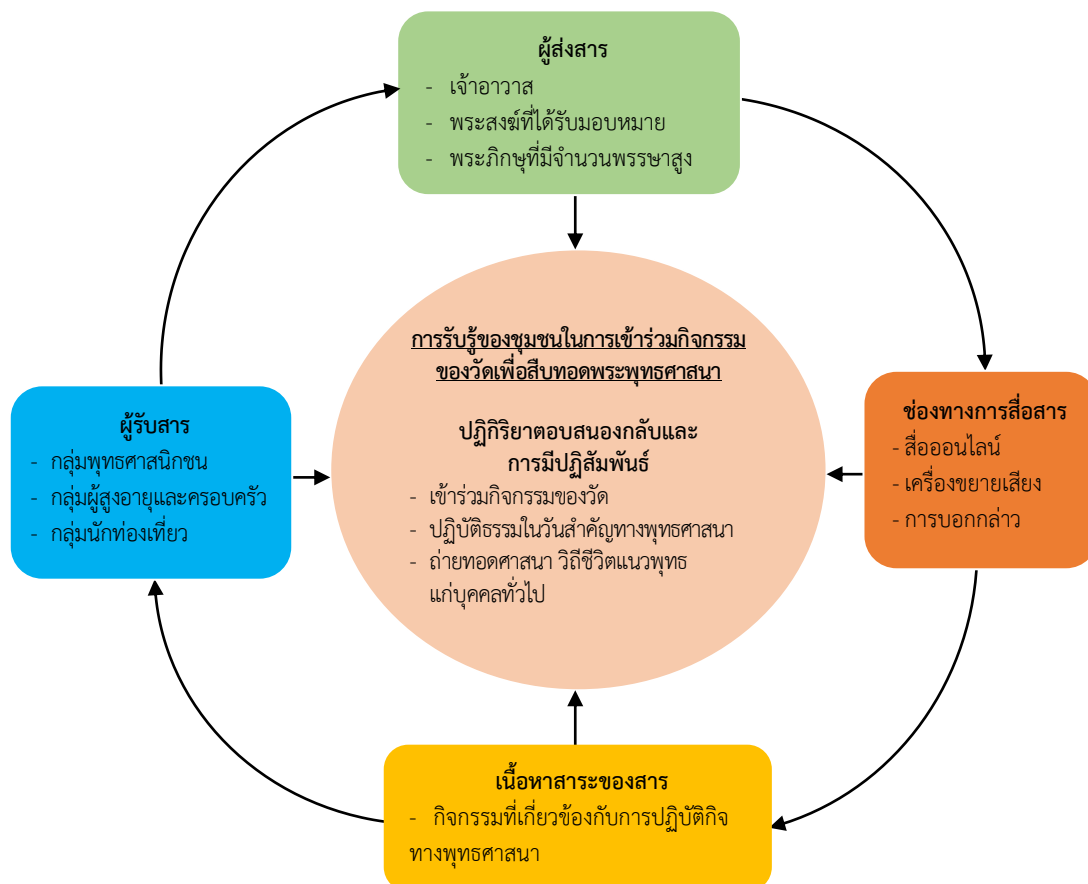 ผู้ส่งสาร
- เจ้าอาวาส
- พระสงฆ์ที่ได้รับมอบหมาย
- พระภิกษุที่มีจำนวนพรรษาสูง
การรับรู้ของชุมชนในการเข้าร่วมกิจกรรม
ของวัดเพื่อสืบทอดพระพุทธศาสนา
ปฏิกิริยาตอบสนองกลับและ
การมีปฏิสัมพันธ์
- เข้าร่วมกิจกรรมของวัด
- ปฏิบัติธรรมในวันสำคัญทางพุทธศาสนา
- ถ่ายทอดศาสนา วิถีชีวิตแนวพุทธ
แก่บุคคลทั่วไป
ช่องทางการสื่อสาร
- สื่อออนไลน์
- เครื่องขยายเสียง
- การบอกกล่าว
ผู้รับสาร
- กลุ่มพุทธศาสนิกชน
- กลุ่มผู้สูงอายุและครอบครัว
- กลุ่มนักท่องเที่ยว
เนื้อหาสาระของสาร
- กิจกรรมที่เกี่ยวข้องกับการปฏิบัติกิจ
ทางพุทธศาสนา